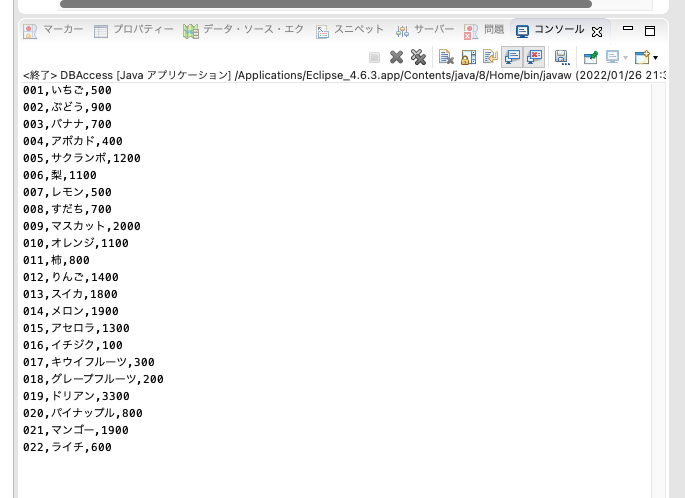 マーカー プロパティー データ・ソース・エク スニペット サーバー 問題 コンソール
<終了> DBAccess [Java アプリケーション] /Applications/Eclipse_4.6.3.app/Contents/java/8/Home/bin/javaw (2022/01/26 21:3
001,いちご,500
002,ぶどう,900
003,バナナ,700
004,アボカド,400
005,サクランボ,1200
006,梨,1100
007,レモン,500
008,すだち,700
009,マスカット,2000
010,オレンジ,1100
011,柿,800
012,りんご,1400
013,スイカ,1800
014,メロン,1900
015,アセロラ,1300
016,イチジク,100
017,キウイフルーツ,300
018,グレープフルーツ,200
019,ドリアン,3300
020,パイナップル,800
021,マンゴー,1900
022,ライチ,600